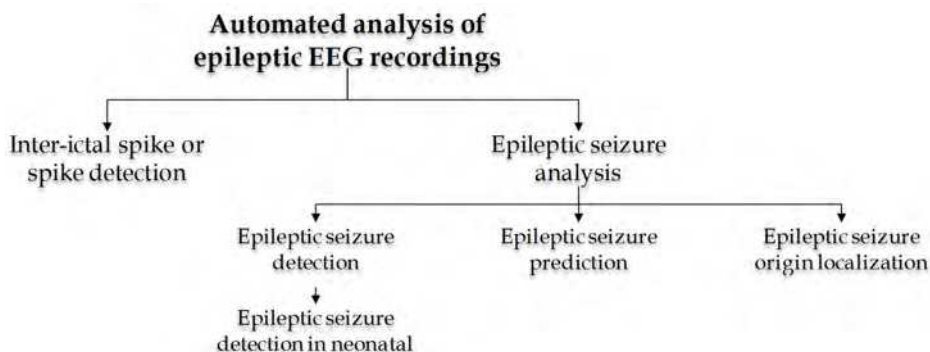 Automated analysis of
epileptic EEG recordings
Inter-ictal spike or
spike detection
Epileptic seizure
analysis
Epileptic seizure
detection
Epileptic seizure
prediction
Epileptic seizure
origin localization
Epileptic seizure
detection in neonatal